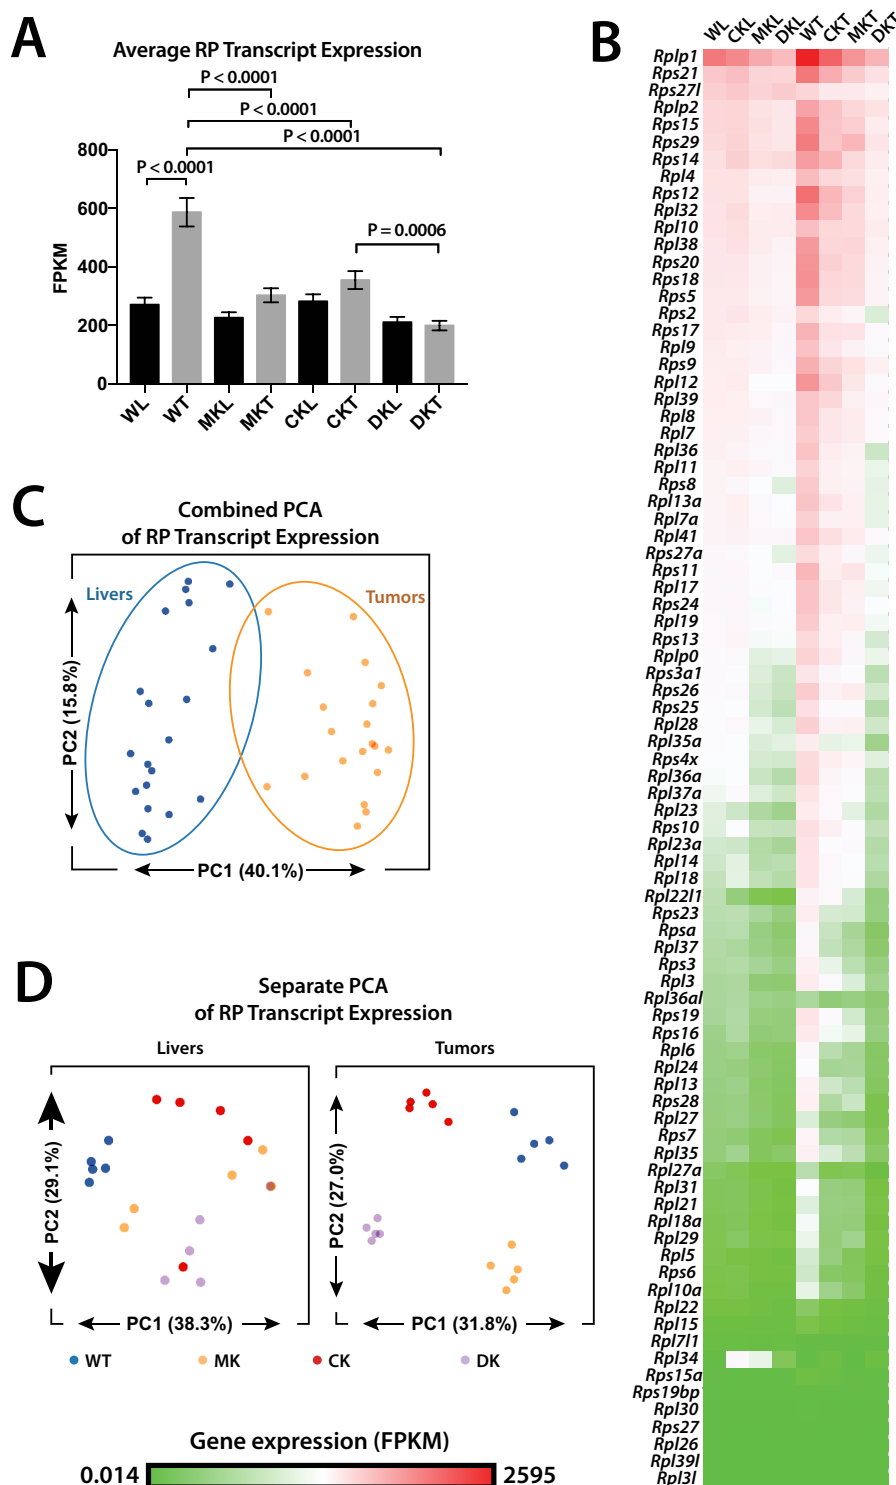 A
Average RP Transcript Expression
P < 0.0001
P < 0.0001
P < 0.0001
P < 0.0001
P = 0.0006
FPKM
800
600
400
200
0
WL
WT
MKL
MKT
CKL
CKT
DKL
DKT
B
WL
CKL
MKL
DKL
WT
CKT
MKT
DKT
Rplp1
Rps21
Rps27l
Rplp2
Rps15
Rps29
Rps14
Rpl4
Rps12
Rpl32
Rpl10
Rpl38
Rps20
Rps18
Rps5
Rps2
Rps17
Rpl9
Rps9
Rpl12
Rpl39
Rpl8
Rpl7
Rpl36
Rpl11
Rps8
Rpl13a
Rpl7a
Rpl41
Rps27a
Rps11
Rpl17
Rps24
Rpl19
Rps13
Rplp0
Rps3a1
Rps26
Rps25
Rpl28
Rpl35a
Rps4x
Rpl36a
Rpl37a
Rpl23
Rps10
Rpl23a
Rpl14
Rpl18
Rpl22l1
Rps23
Rpsa
Rpl37
Rps3
Rpl3
Rpl36al
Rps19
Rps16
Rpl6
Rpl24
Rpl13
Rps28
Rpl27
Rps7
Rpl35
Rpl27a
Rpl31
Rpl21
Rpl18a
Rpl29
Rpl5
Rps6
Rpl10a
Rpl22
Rpl15
Rpl7l1
Rpl34
Rps15a
Rps19bp
Rpl30
Rps27
Rpl26
Rpl39l
Rpl3l
C
Combined PCA
of RP Transcript Expression
Livers
Tumors
PC2 (15.8%)
PC1 (40.1%)
D
Separate PCA
of RP Transcript Expression
Livers
PC2 (29.1%)
PC1 (38.3%)
Tumors
PC2 (27.0%)
PC1 (31.8%)
WT
MK
CK
DK
Gene expression (FPKM)
0.014
2595